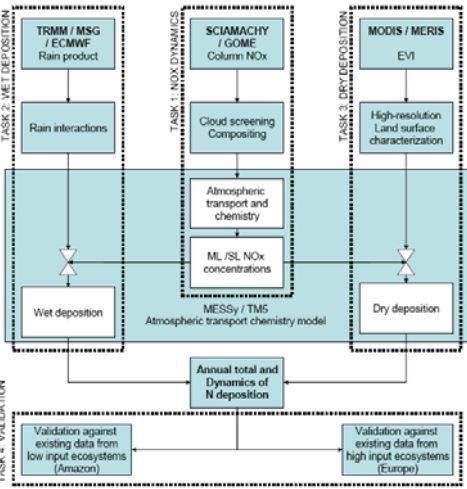 TASK 2: WET DEPOSITION
TRMM / MSG
/ ECMWF
Rain product
Rain interactions
Wet deposition
TASK 1: NOX DYNAMICS
SCIAMACHY
/ GOME
Column NOx
Cloud screening
Compositing
Atmospheric
transport and
chemistry
ML /SL NOx
concentrations
TASK 3: DRY DEPOSITION
MODIS / MERIS
EVI
High-resolution
Land surface
characterization
Dry deposition
MESSy / TM5
Atmospheric transport chemistry model
Annual total and
Dynamics of
N deposition
TASK 4: VALIDATION
Validation against
existing data from
low input ecosystems
(Amazon)
Validation against
existing data from
high input ecosystems
(Europe)